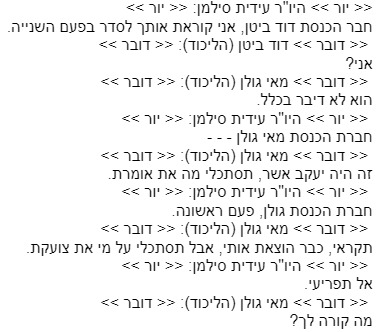 << יור >> היו"ר עידית סילמן: << יור >>
חבר הכנסת דוד ביטן, אני קוראת אותך לסדר בפעם השנייה.
<< דובר >> דוד ביטן (הליכוד): << דובר >>
אני?
<< דובר >> מאי גולן (הליכוד): << דובר >>
הוא לא דיבר בכלל.
<< יור >> היו"ר עידית סילמן: << יור >>
חברת הכנסת מאי גולן - - -
<< דובר >> מאי גולן (הליכוד): << דובר >>
זה היה יעקב אשר, תסתכלי מה את אומרת.
<< יור >> היו"ר עידית סילמן: << יור >>
חברת הכנסת גולן, פעם ראשונה.
<< דובר >> מאי גולן (הליכוד): << דובר >>
תקראי, כבר הוצאת אותי, אבל תסתכלי על מי את צועקת.
<< יור >> היו"ר עידית סילמן: << יור >>
אל תפריעי.
<< דובר >> מאי גולן (הליכוד): << דובר >>
מה קורה לך?